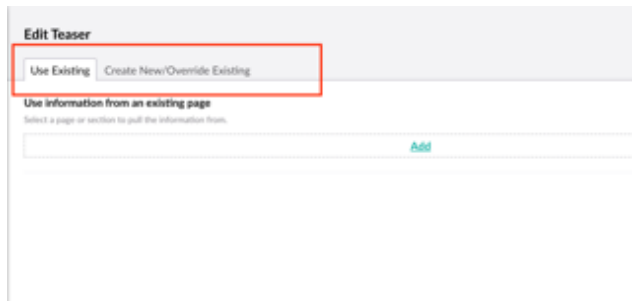 Edit Teaser
Use Existing Create New/Override Existing
Use information from an existing page
Select a page or section to pull the information from.
Add